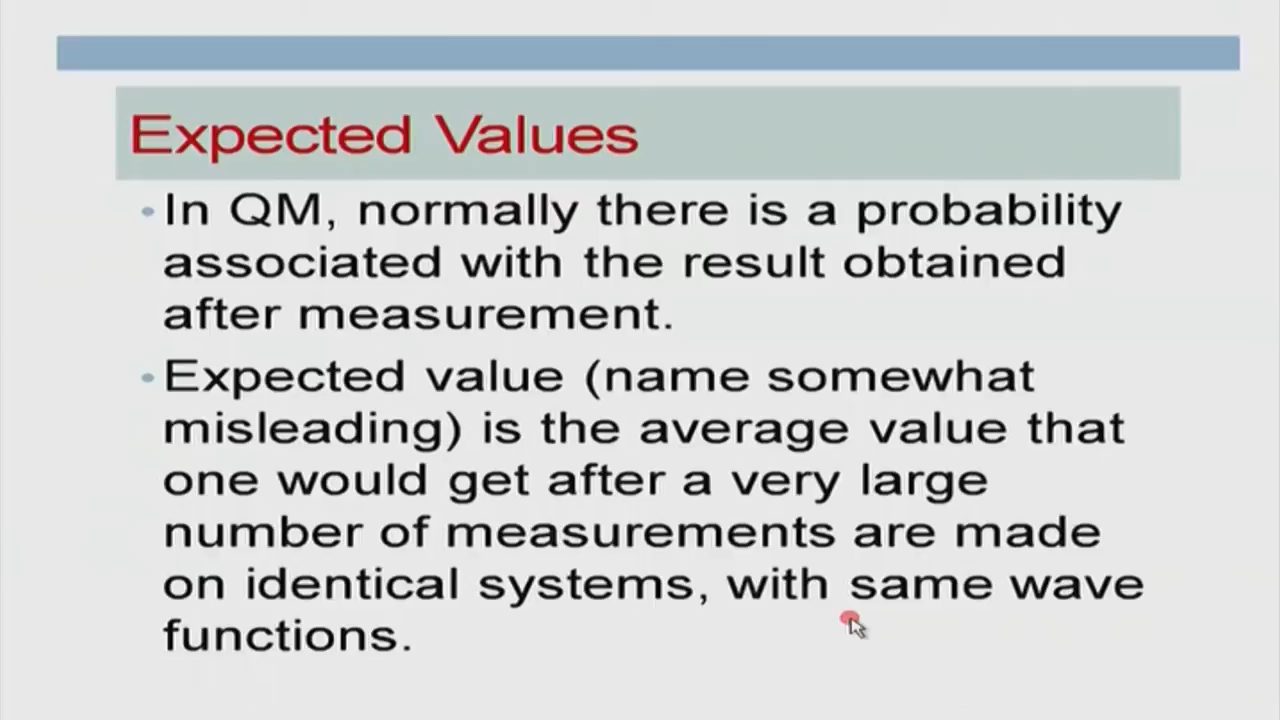 Expected Values
• In QM, normally there is a probability
associated with the result obtained
after measurement.
• Expected value (name somewhat
misleading) is the average value that
one would get after a very large
number of measurements are made
on identical systems, with same wave
functions.